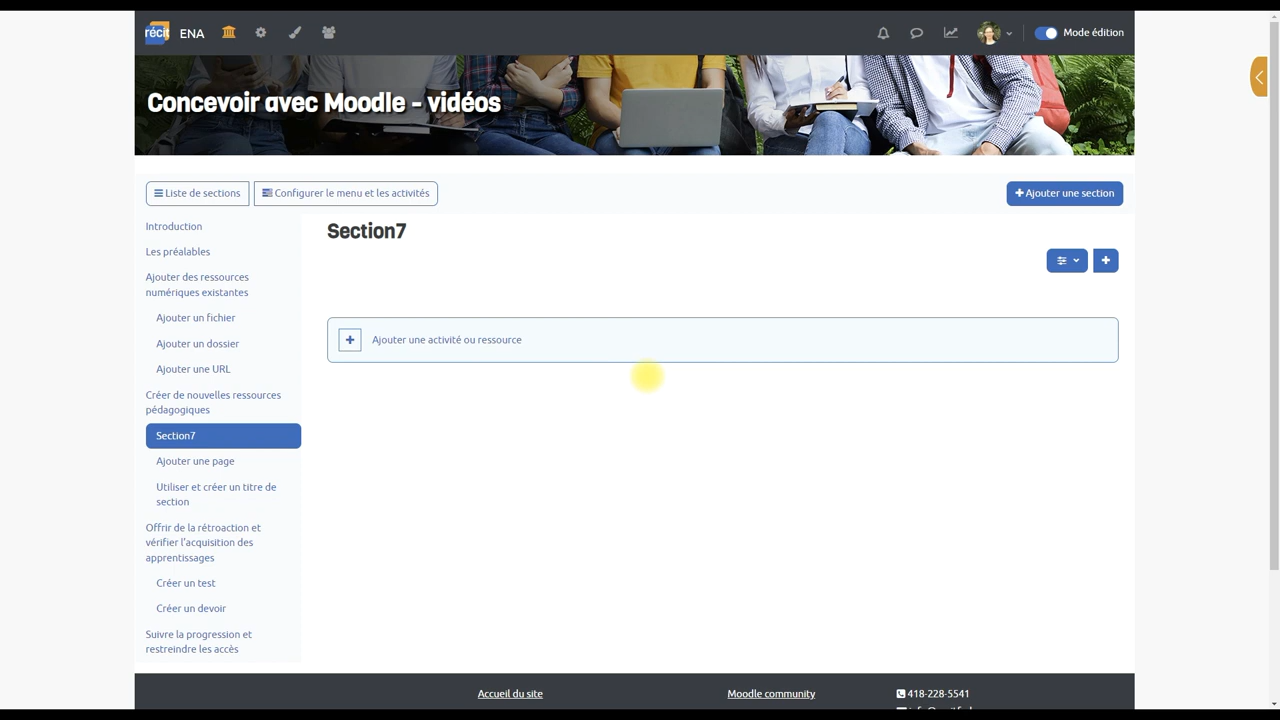 récit ENA Mode édition
Concevoir avec Moodle - vidéos
Liste de sections Configurer le menu et les activités Ajouter une section
Introduction
Les préalables
Ajouter des ressources
numériques existantes
Ajouter un fichier
Ajouter un dossier
Ajouter une URL
Créer de nouvelles ressources
pédagogiques
Section7
Ajouter une page
Utiliser et créer un titre de
section
Offrir de la rétroaction et
vérifier l'acquisition des
apprentissages
Créer un test
Créer un devoir
Suivre la progression et
restreindre les accès
Section7
Ajouter une activité ou ressource
Accueil du site Moodle community 418-228-5541